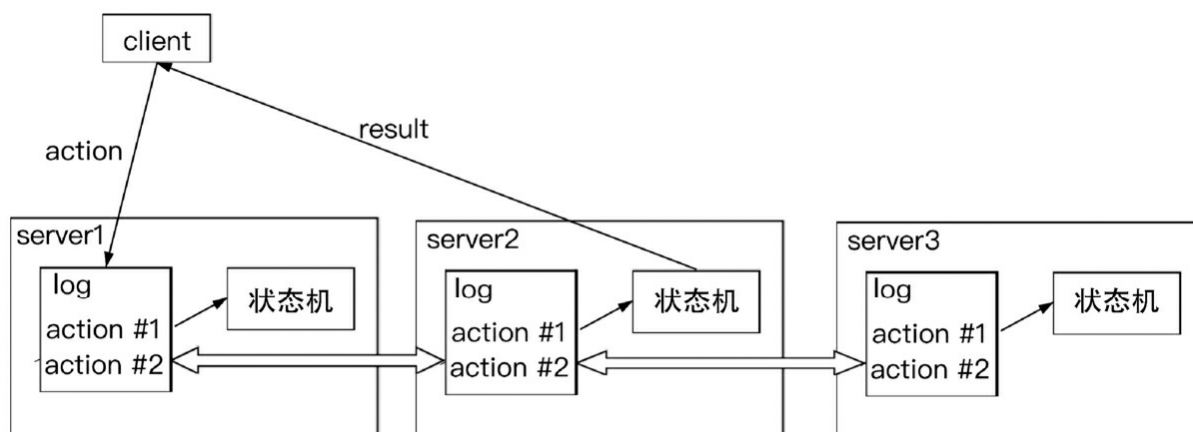 client
action
result
server1
log
action #1
action #2
状态机
server2
log
action #1
action #2
状态机
server3
log
action #1
action #2
状态机